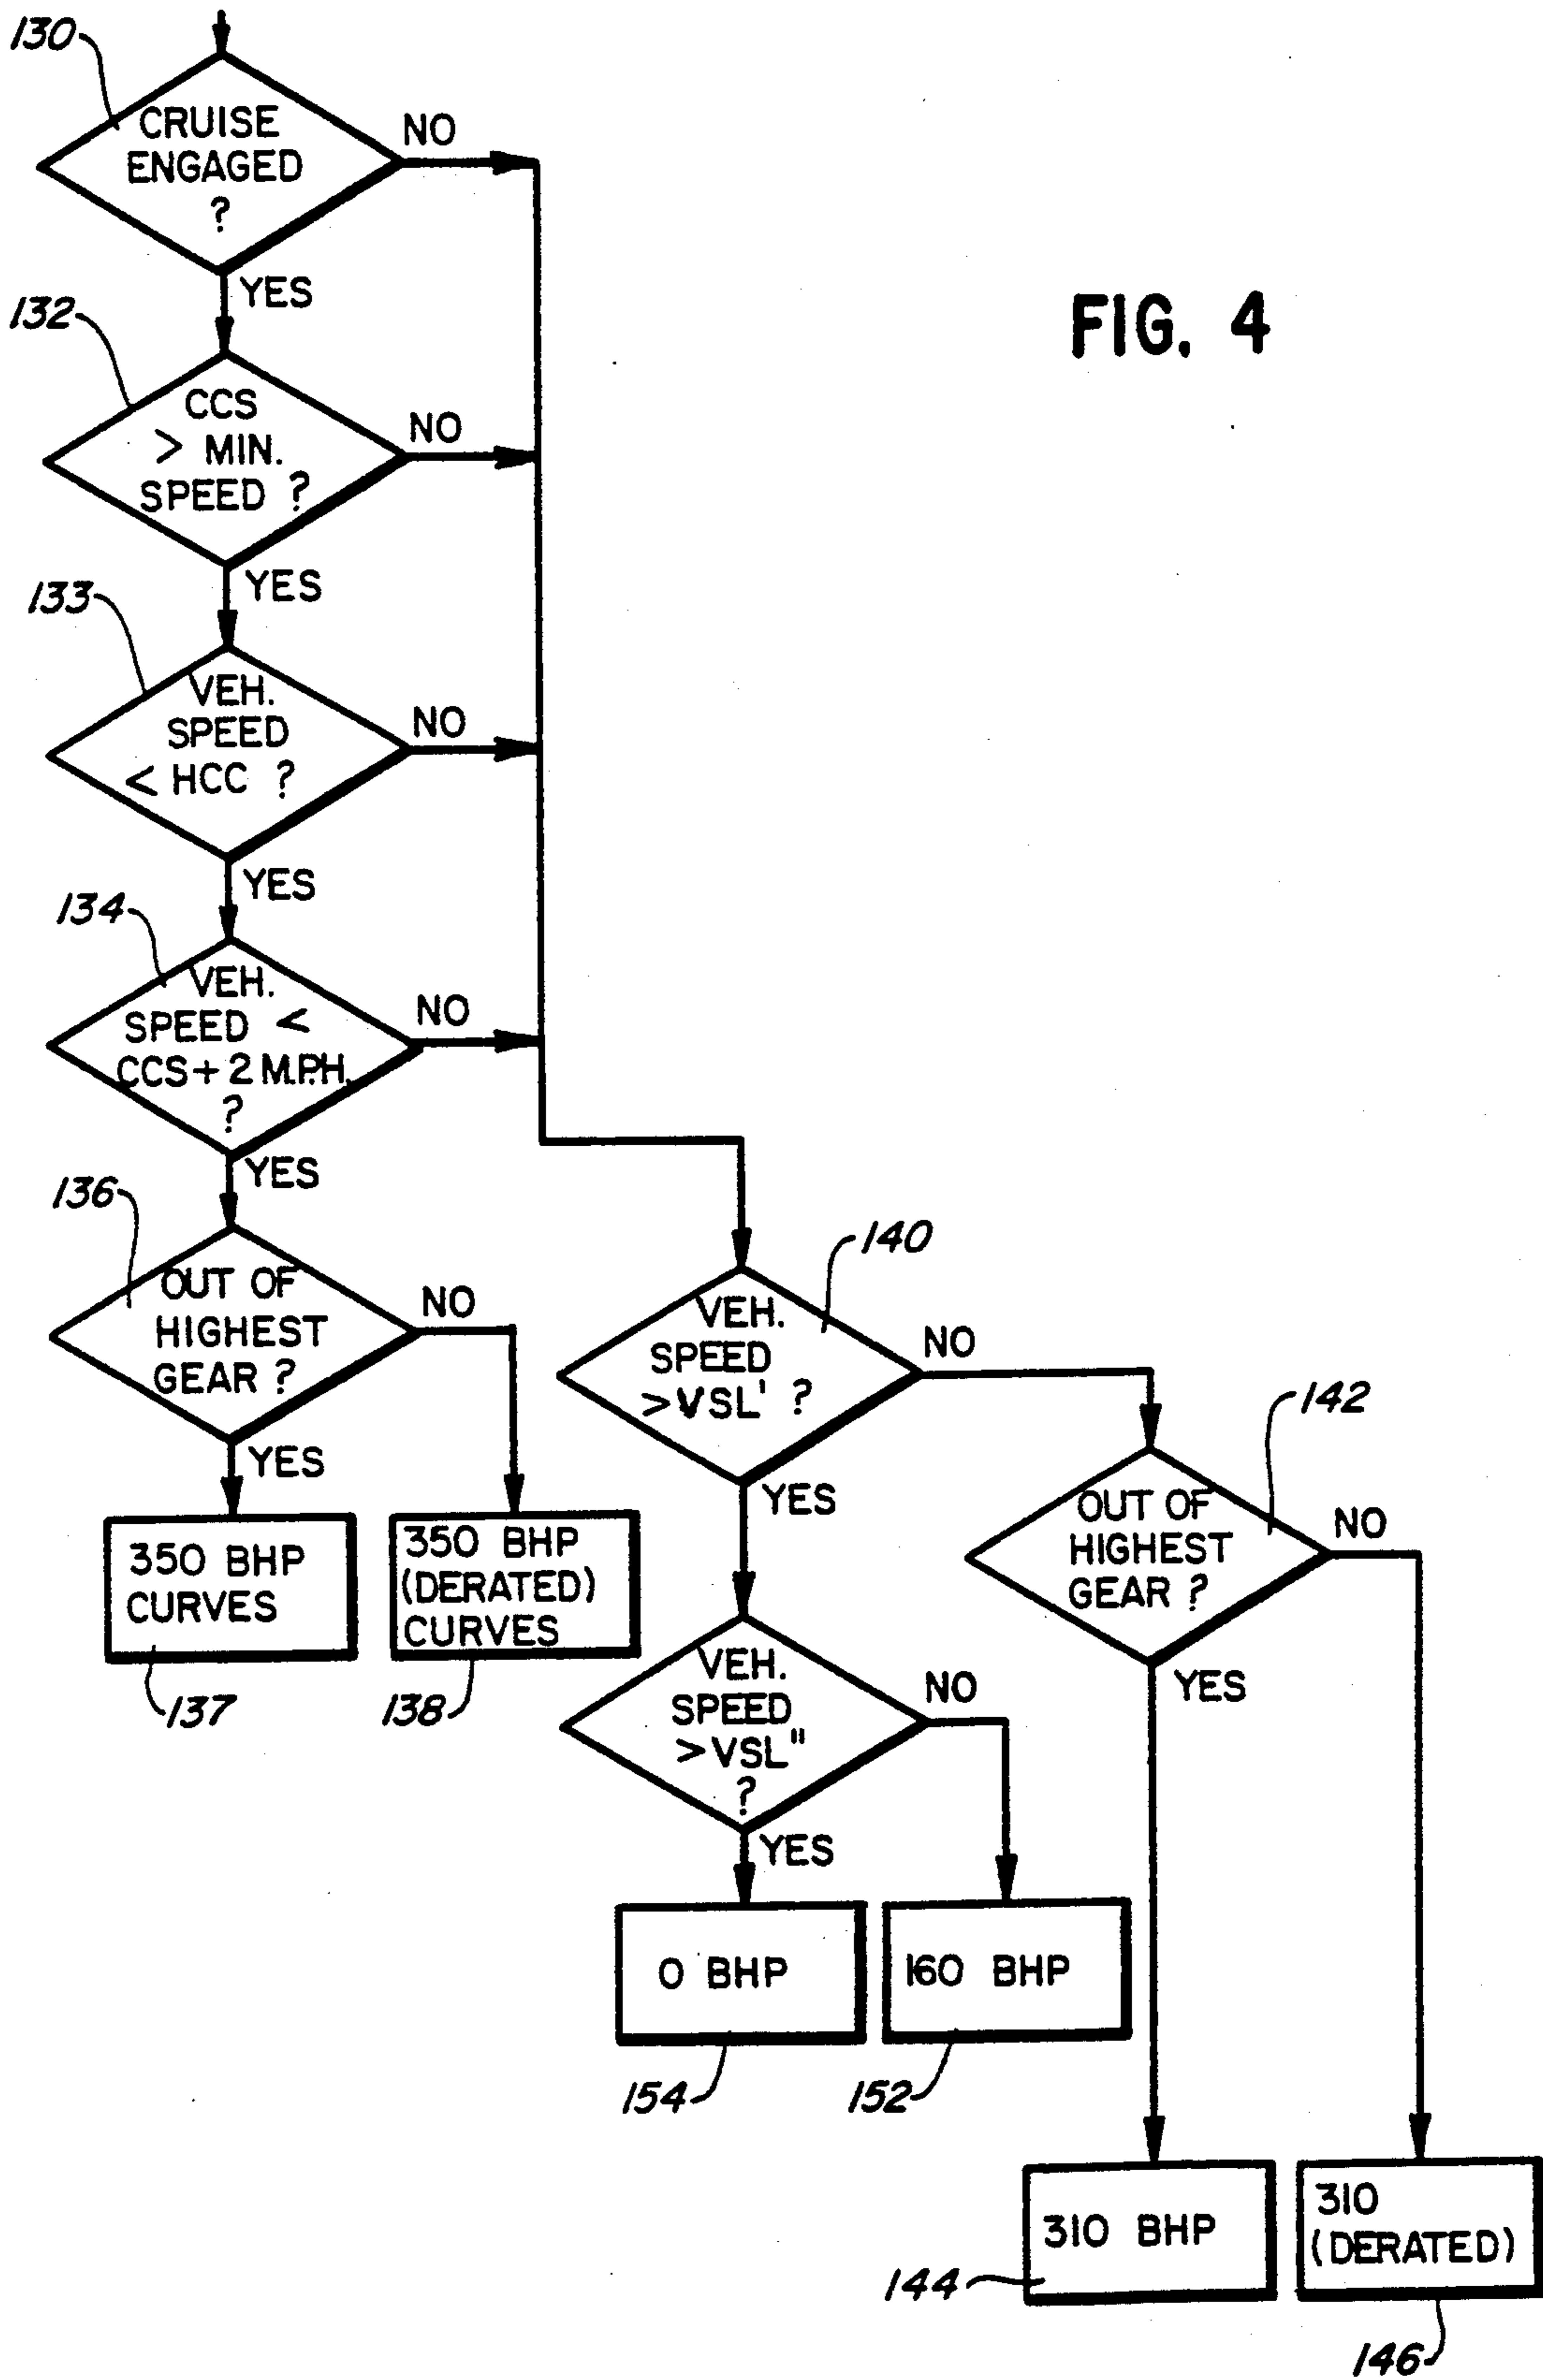 130
CRUISE
ENGAGED
?
NO
YES
FIG. 4
132
CCS
> MIN.
SPEED ?
NO
YES
133
VEH.
SPEED
< HCC ?
NO
YES
134
VEH.
SPEED <
CCS+2 M.P.H.
?
NO
YES
136
OUT OF
HIGHEST
GEAR ?
NO
YES
350 BHP
CURVES
137
350 BHP
(DERATED)
CURVES
138
140
VEH.
SPEED
>VSL' ?
NO
YES
142
OUT OF
HIGHEST
GEAR ?
NO
YES
VEH.
SPEED
>VSL"
?
NO
YES
0 BHP
154
160 BHP
152
310 BHP
144
310
(DERATED)
146